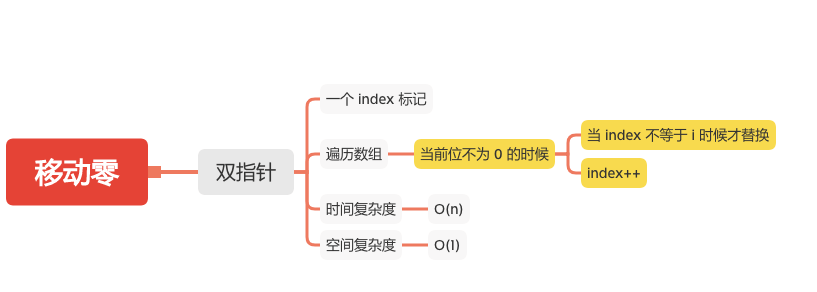 移动零
双指针
一个 index 标记
遍历数组
当前位不为 0 的时候
当 index 不等于 i 时候才替换
index++
时间复杂度
O(n)
空间复杂度
O(1)